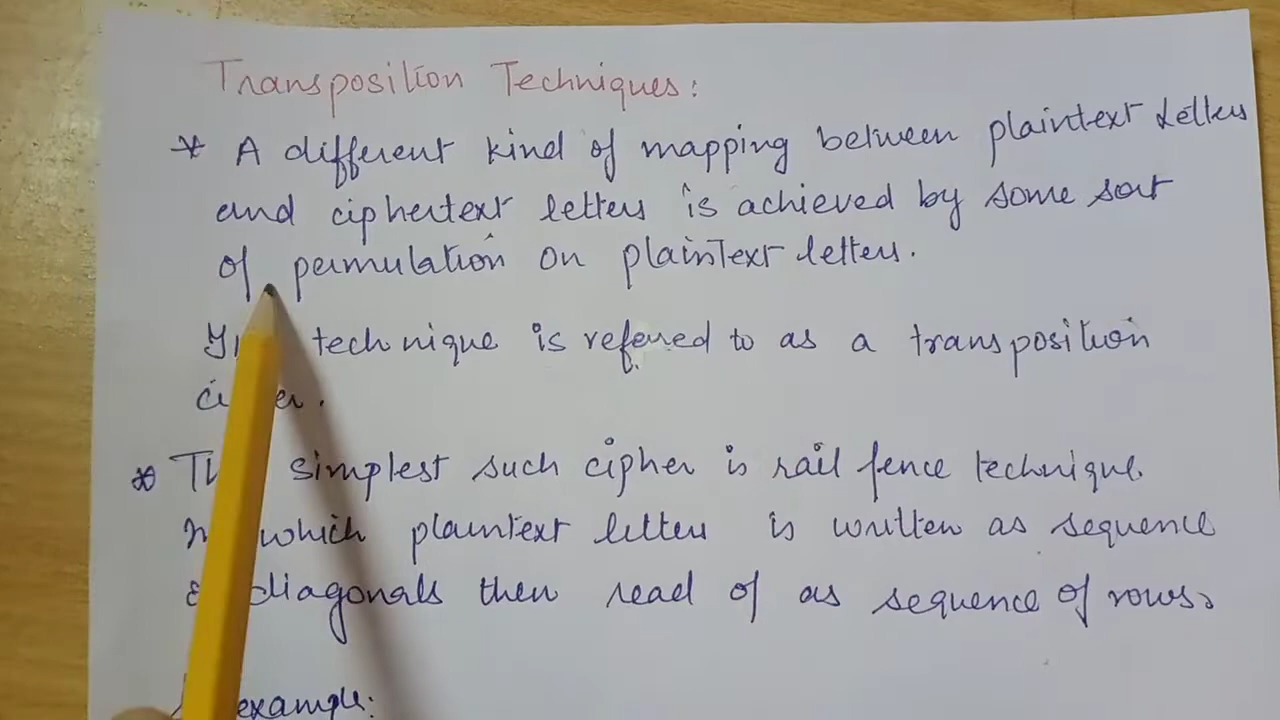 Transposition Techniques:
* A different kind of mapping between plaintext letters
and ciphertext letters is achieved by some sort
of permulation on plaintext letters.
technique is referred to as a transposition
* simplest such cipher is rail fence technique.
which plaintext letters is written as sequence
diagonals then read of as sequence of rows.
example: